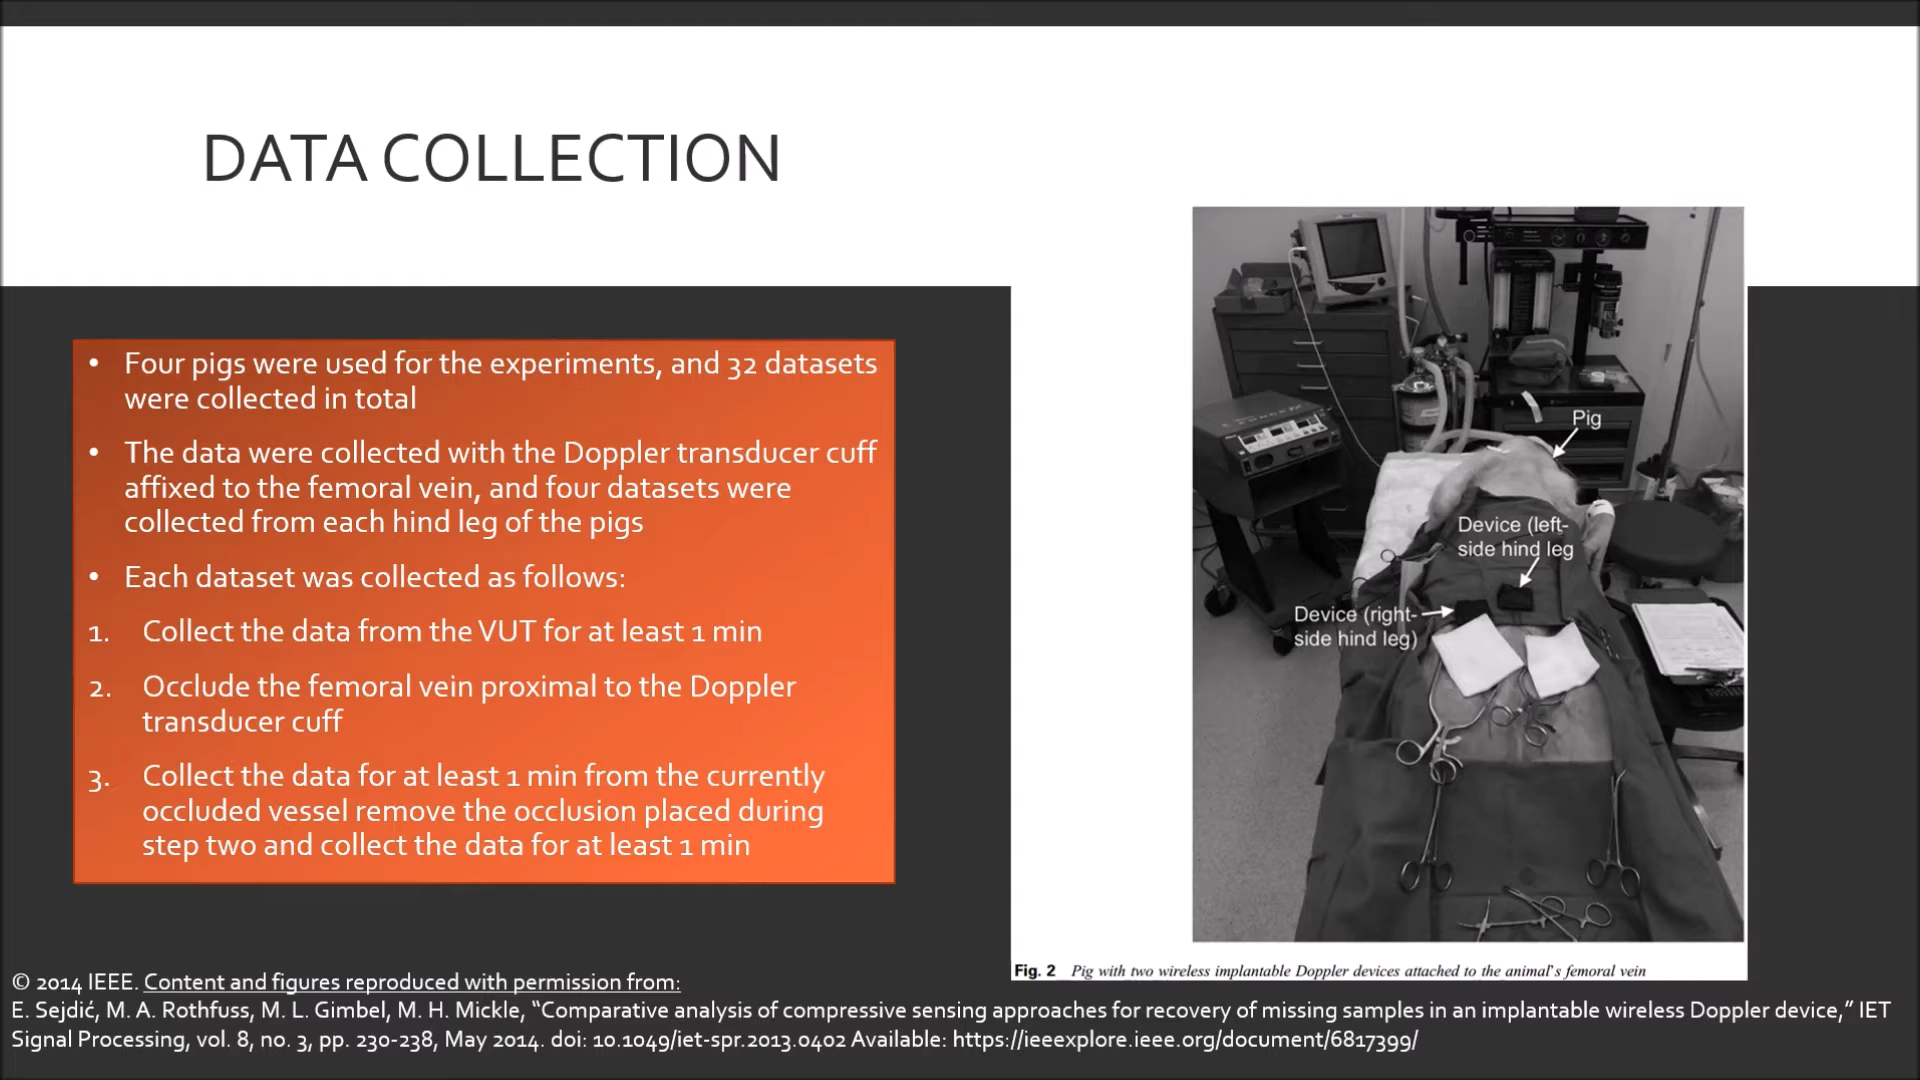 DATA COLLECTION
• Four pigs were used for the experiments, and 32 datasets
were collected in total
• The data were collected with the Doppler transducer cuff
affixed to the femoral vein, and four datasets were
collected from each hind leg of the pigs
• Each dataset was collected as follows:
1. Collect the data from the VUT for at least 1 min
2. Occlude the femoral vein proximal to the Doppler
transducer cuff
3. Collect the data for at least 1 min from the currently
occluded vessel remove the occlusion placed during
step two and collect the data for at least 1 min
Pig
Device (left-
side hind leg
Device (right-
side hind leg)
Fig. 2 Pig with two wireless implantable Doppler devices attached to the animal's femoral vein
© 2014 IEEE. Content and figures reproduced with permission from:
E. Sejdić, M. A. Rothfuss, M. L. Gimbel, M. H. Mickle, “Comparative analysis of compressive sensing approaches for recovery of missing samples in an implantable wireless Doppler device,” IET
Signal Processing, vol. 8, no. 3, pp. 230-238, May 2014. doi: 10.1049/iet-spr.2013.0402 Available: https://ieeexplore.ieee.org/document/6817399/